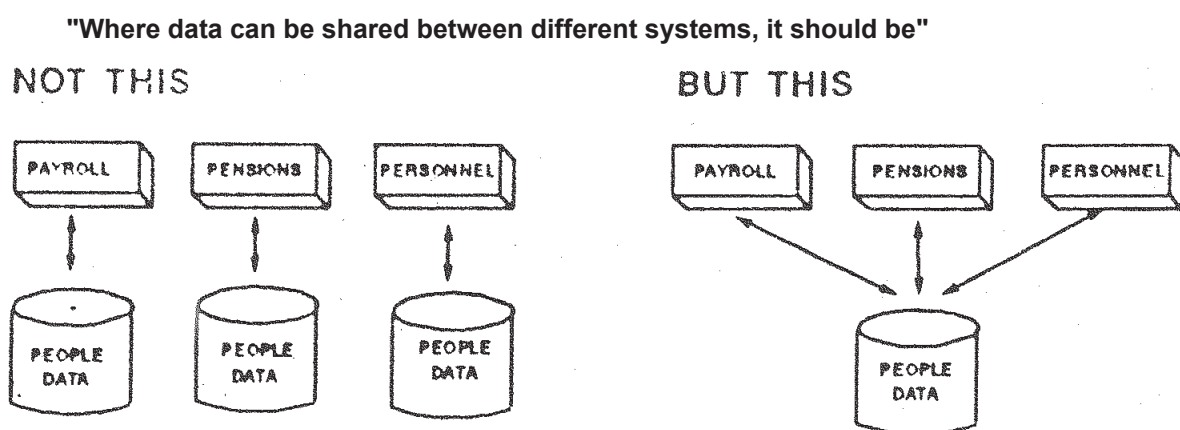 "Where data can be shared between different systems, it should be"
NOT THIS
BUT THIS
PAYROLL
PENSIONS
PERSONNEL
PAYROLL
PENSIONS
PERSONNEL
PEOPLE
DATA
PEOPLE
DATA
PEOPLE
DATA
PEOPLE
DATA